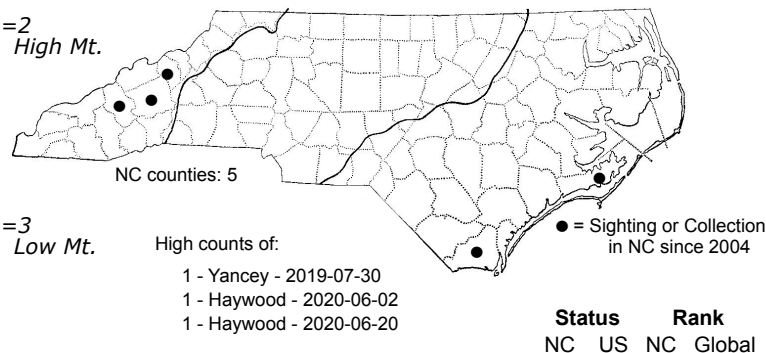 =2
High Mt.
NC counties: 5
=3
Low Mt.
High counts of:
1 - Yancey - 2019-07-30
1 - Haywood - 2020-06-02
1 - Haywood - 2020-06-20
● = Sighting or Collection
in NC since 2004
Status Rank
NC US NC Global